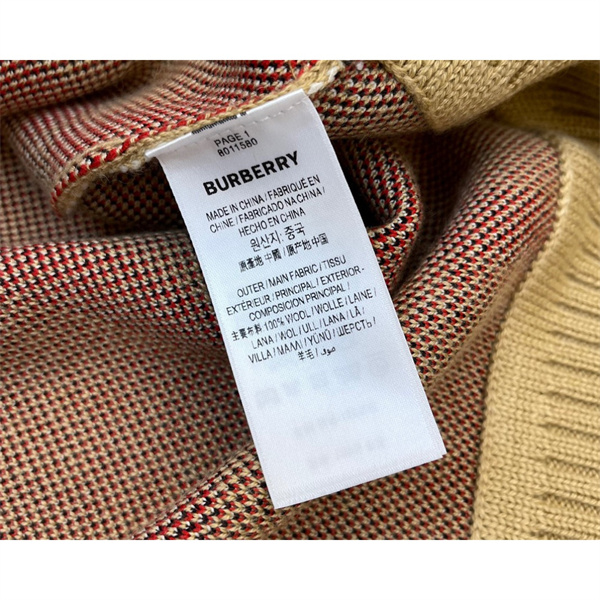 PAGE 1
8011580
BURBERRY
MADE IN CHINA / FABRIQUÉ EN
CHINE / FABRICADO NA CHINA /
HECHO EN CHINA
원산지: 중국
原產地 中國 / 原产地 中国
OUTER / MAIN FABRIC / TISSU
EXTÉRIEUR / PRINCIPAL / EXTERIOR-
COMPOSICIÓN PRINCIPAL /
主要布料 100% WOOL / WOLLE / LAINE /
LANA / WOL / ULL / LANA / LÃ /
VILLA / ΜΑΛΛΙ / YÜNÜ / ШЕРСТЬ /
羊毛 / صوف